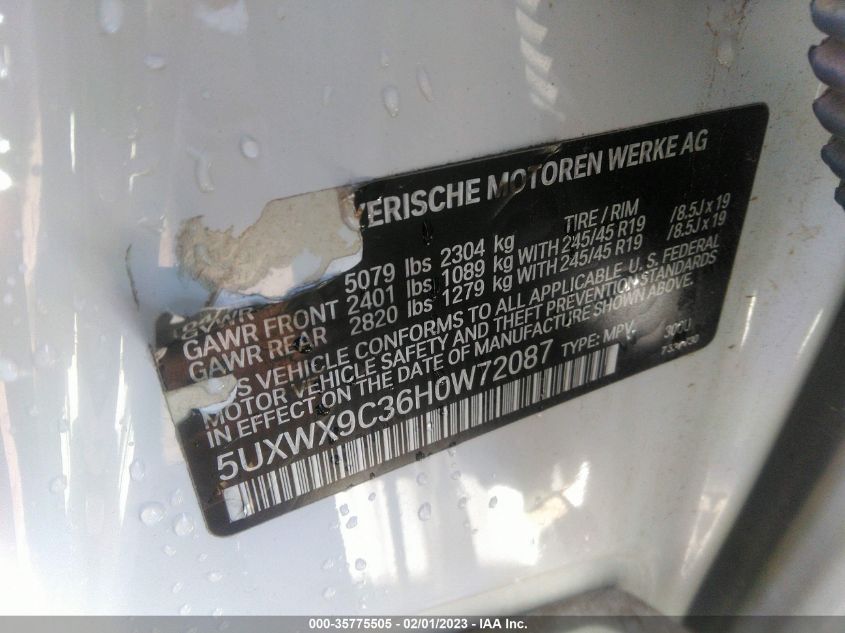 YERISCHE MOTOREN WERKE AG
GVWR 5079 lbs 2304 kg TIRE / RIM
GAWR FRONT 2401 lbs 1089 kg WITH 245/45 R19 /8.5J x 19
GAWR REAR 2820 lbs 1279 kg WITH 245/45 R19 /8.5J x 19
S VEHICLE CONFORMS TO ALL APPLICABLE U. S. FEDERAL
MOTOR VEHICLE SAFETY AND THEFT PREVENTION STANDARDS
IN EFFECT ON THE DATE OF MANUFACTURE SHOWN ABOVE.
5UXWX9C36H0W72087 TYPE: MPV
000-35775505 - 02/01/2023 - IAA Inc.